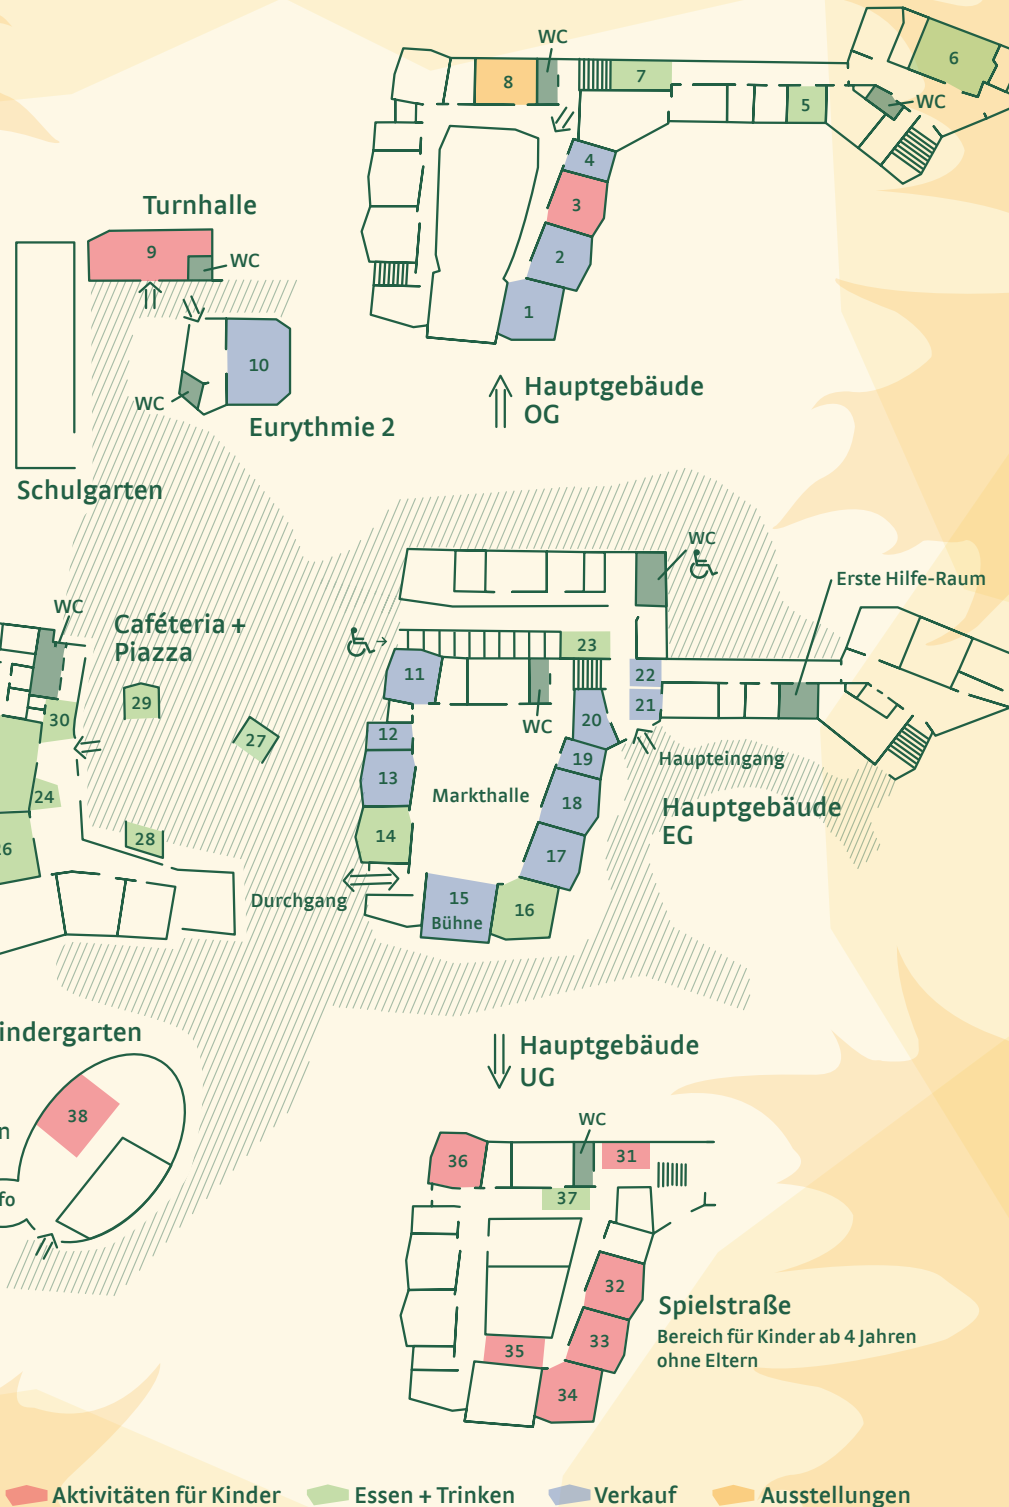 WC
8
7
6
5
WC
4
3
2
1
Turnhalle
9
WC
10
WC
Eurythmie 2
Hauptgebäude
OG
Schulgarten
WC
Erste Hilfe-Raum
WC
Caféteria +
Piazza
23
11
22
21
29
30
27
12
WC
20
19
Haupteingang
13
Markthalle
18
24
Hauptgebäude
EG
14
28
26
17
Durchgang
15
Bühne
16
indergarten
Hauptgebäude
UG
38
n
fo
WC
36
31
37
32
Spielstraße
Bereich für Kinder ab 4 Jahren
ohne Eltern
33
35
34
Aktivitäten für Kinder
Essen + Trinken
Verkauf
Ausstellungen